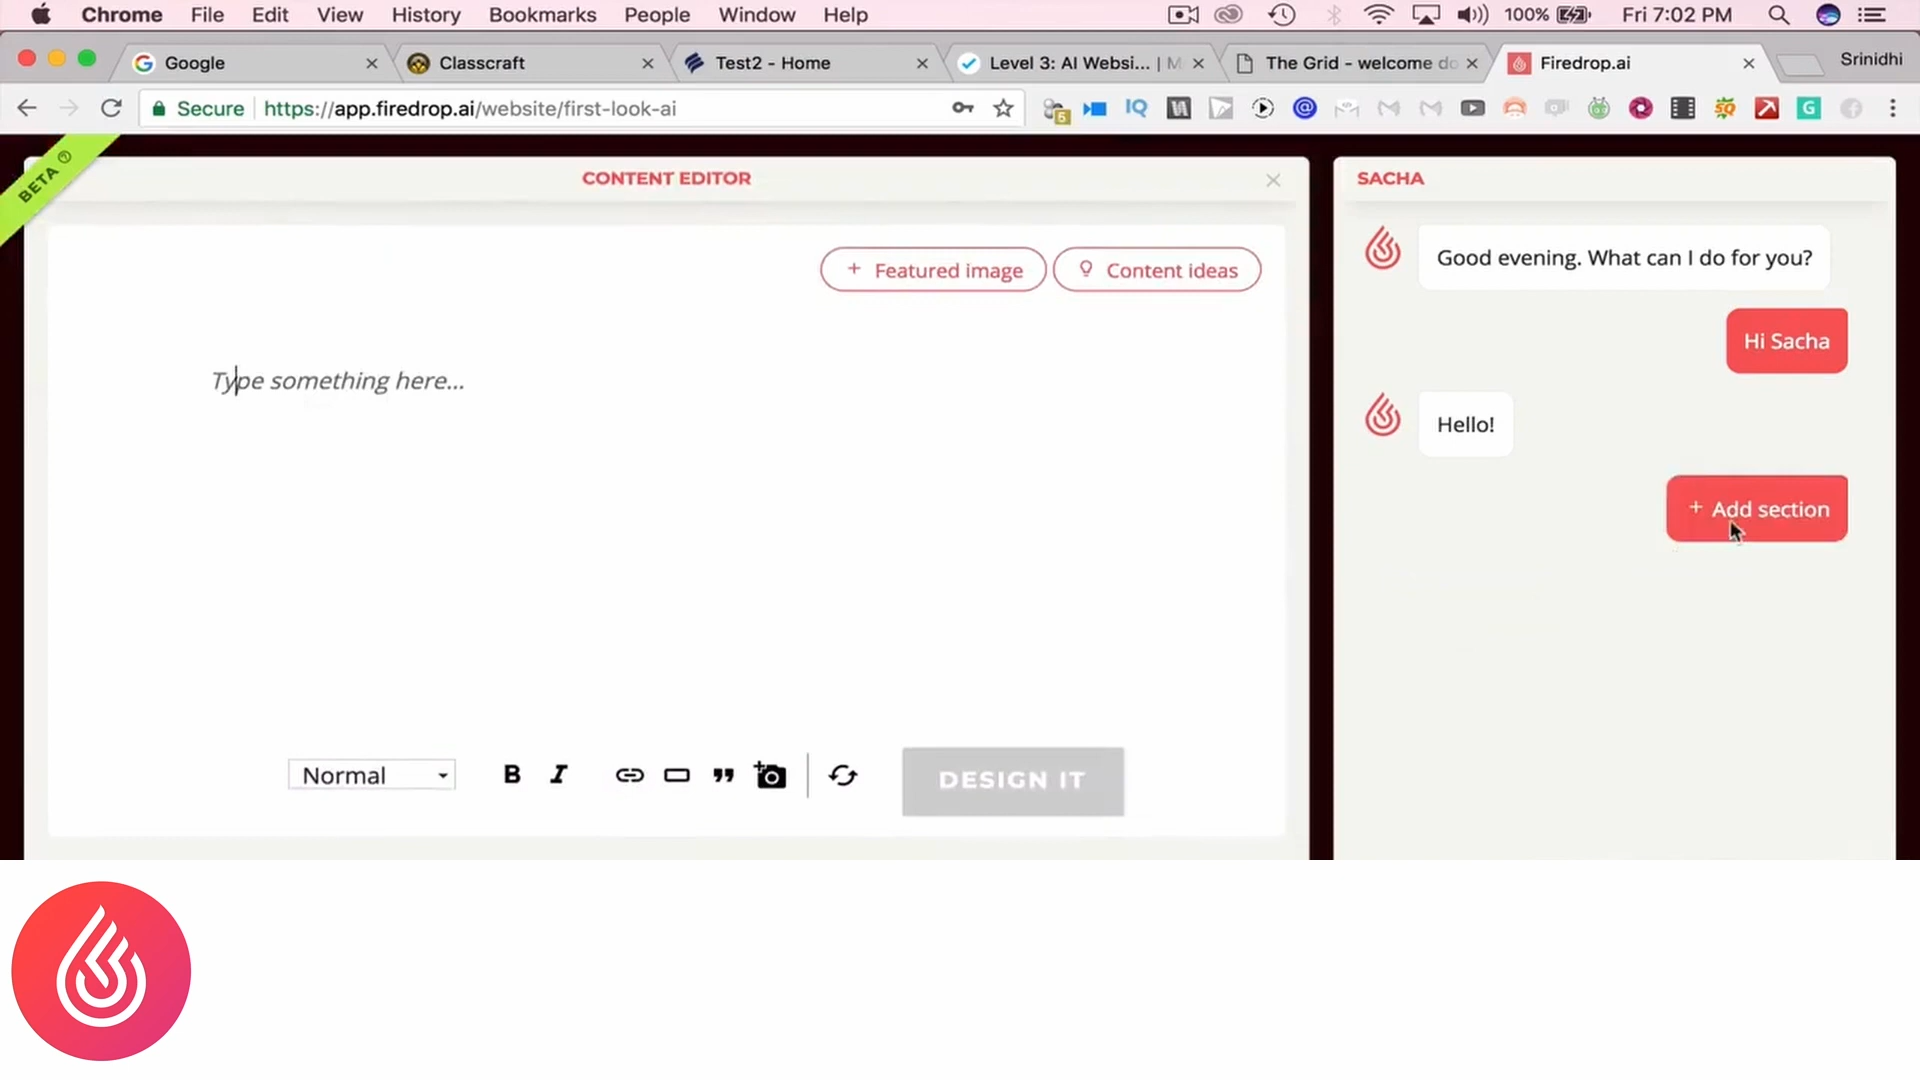 Chrome File Edit View History Bookmarks People Window Help 100% Fri 7:02 PM
Google Classcraft Test2 - Home Level 3: AI Websi... | M The Grid - welcome do Firedrop.ai Srinidhi
Secure https://app.firedrop.ai/website/first-look-ai
BETA
CONTENT EDITOR
SACHA
+ Featured image Content ideas
Good evening. What can I do for you?
Hi Sacha
Type something here...
Hello!
+ Add section
Normal B I DESIGN IT